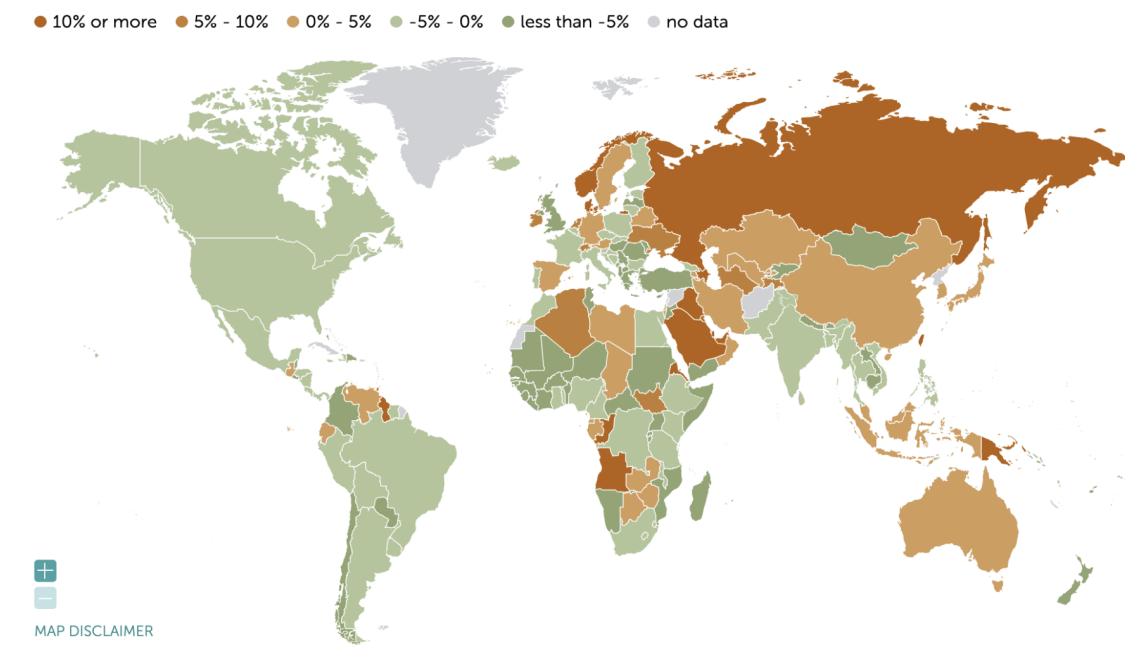 10% or more 5% - 10% 0% - 5% -5% - 0% less than -5% no data
+
−
MAP DISCLAIMER